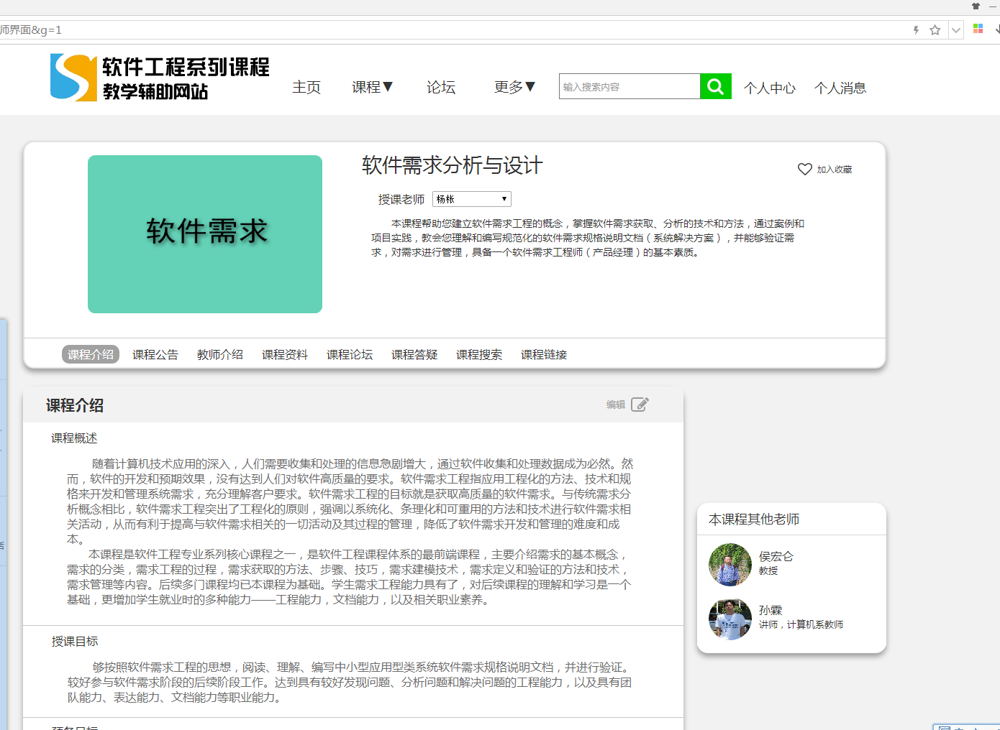 师界面&g=1
软件工程系列课程
教学辅助网站
主页 课程▼ 论坛 更多▼ 输入搜索内容 个人中心 个人消息
软件需求
软件需求分析与设计
加入收藏
授课老师 杨枨
本课程帮助您建立软件需求工程的概念，掌握软件需求获取、分析的技术和方法，通过案例和
项目实践，教会您理解和编写规范化的软件需求规格说明文档（系统解决方案），并能够验证需
求，对需求进行管理，具备一个软件需求工程师（产品经理）的基本素质。
课程介绍 课程公告 教师介绍 课程资料 课程论坛 课程答疑 课程搜索 课程链接
课程介绍
编辑
课程概述
随着计算机技术应用的深入，人们需要收集和处理的信息急剧增大，通过软件收集和处理数据成为必然。然
而，软件的开发和预期效果，没有达到人们对软件高质量的要求。软件需求工程指应用工程化的方法、技术和规
格来开发和管理系统需求，充分理解客户要求。软件需求工程的目标就是获取高质量的软件需求。与传统需求分
析概念相比，软件需求工程突出了工程化的原则，强调以系统化、条理化和可重用的方法和技术进行软件需求相
关活动，从而有利于提高与软件需求相关的一切活动及其过程的管理，降低了软件需求开发和管理的难度和成
本。
本课程是软件工程专业系列核心课程之一，是软件工程课程体系的最前端课程，主要介绍需求的基本概念，
需求的分类，需求工程的过程，需求获取的方法、步骤、技巧，需求建模技术，需求定义和验证的方法和技术，
需求管理等内容。后续多门课程均已本课程为基础。学生需求工程能力具有了，对后续课程的理解和学习是一个
基础，更增加学生就业时的多种能力——工程能力，文档能力，以及相关职业素养。
授课目标
够按照软件需求工程的思想，阅读、理解、编写中小型应用型类系统软件需求规格说明文档，并进行验证。
较好参与软件需求阶段的后续阶段工作。达到具有较好发现问题、分析问题和解决问题的工程能力，以及具有团
队能力、表达能力、文档能力等职业能力。
本课程其他老师
侯宏仑
教授
孙霖
讲师，计算机系教师